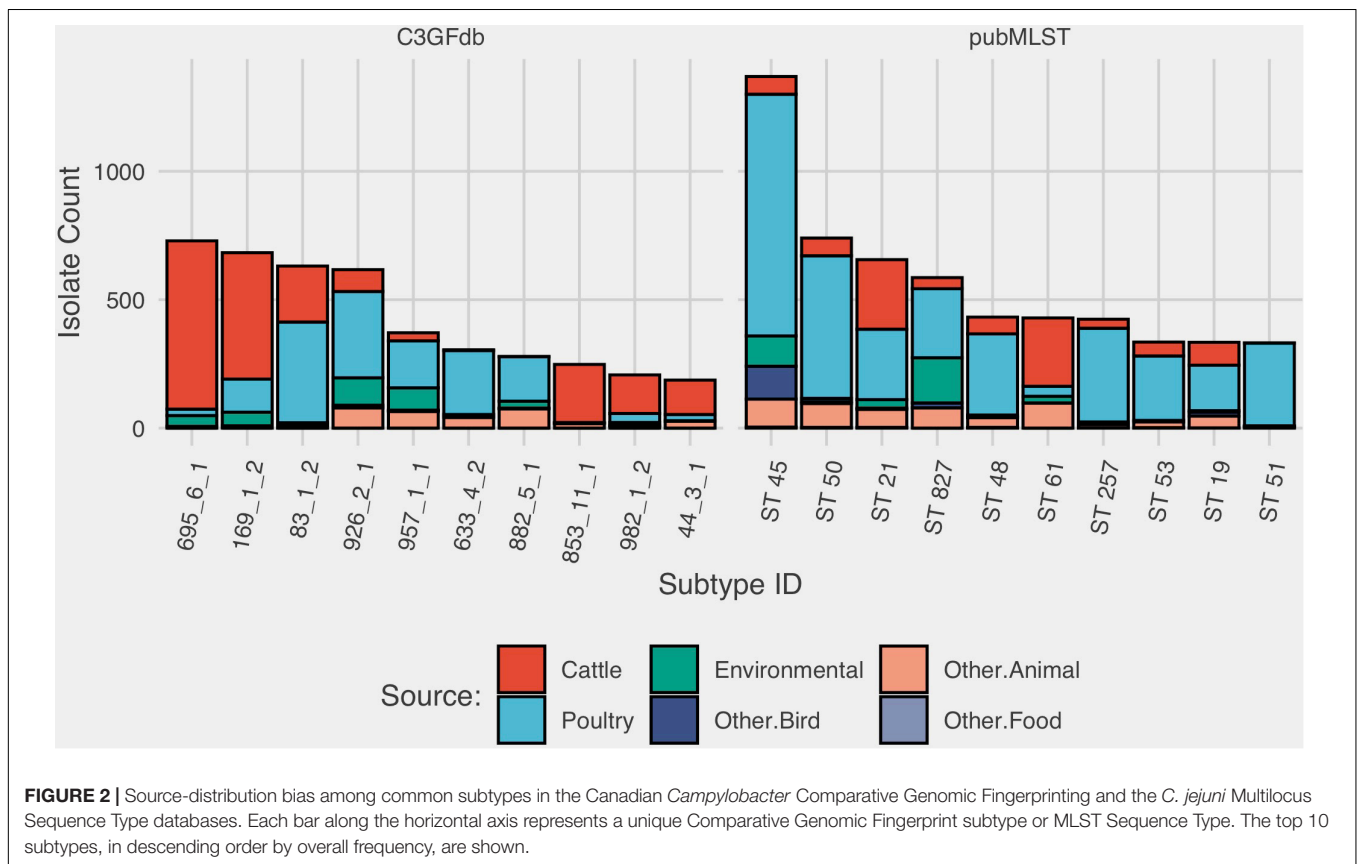 C3GFdb
pubMLST
Isolate Count
1000
500
0
695_6_1
169_1_2
83_1_2
926_2_1
957_1_1
633_4_2
882_5_1
853_11_1
982_1_2
44_3_1
ST 45
ST 50
ST 21
ST 827
ST 48
ST 61
ST 257
ST 53
ST 19
ST 51
Subtype ID
Source:
Cattle
Environmental
Other.Animal
Poultry
Other.Bird
Other.Food
FIGURE 2 | Source-distribution bias among common subtypes in the Canadian Campylobacter Comparative Genomic Fingerprinting and the C. jejuni Multilocus
Sequence Type databases. Each bar along the horizontal axis represents a unique Comparative Genomic Fingerprint subtype or MLST Sequence Type. The top 10
subtypes, in descending order by overall frequency, are shown.